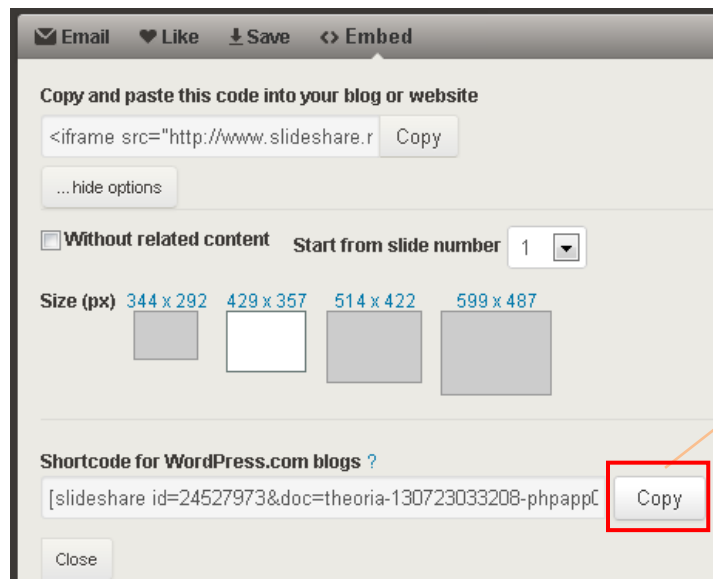 Email Like Save Embed
Copy and paste this code into your blog or website
<iframe src="http://www.slideshare.r Copy
...hide options
Without related content Start from slide number 1
Size (px) 344 x 292 429 x 357 514 x 422 599 x 487
Shortcode for WordPress.com blogs ?
[slideshare id=24527973&doc=theoria-130723033208-phpapp Copy
Close